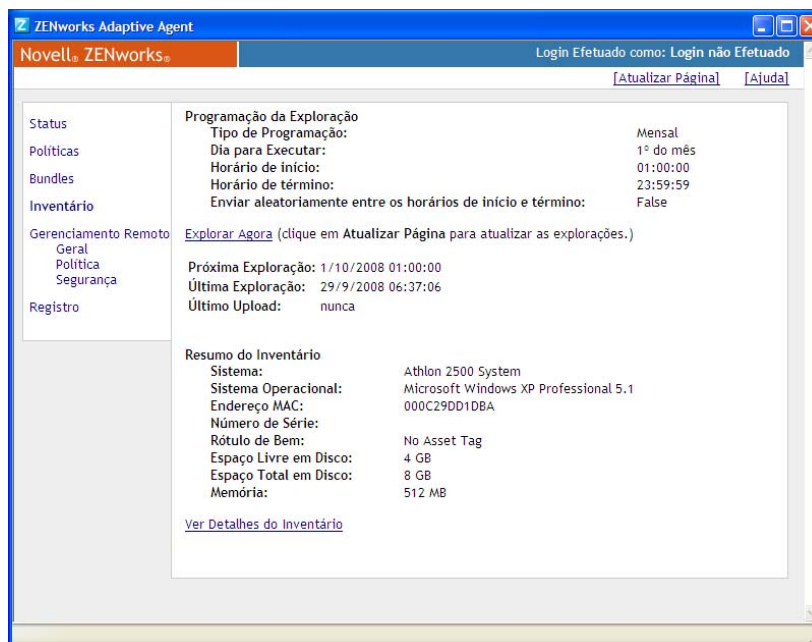 ZENworks Adaptive Agent
Novell® ZENworks®
Login Efetuado como: Login não Efetuado
[Atualizar Página] [Ajuda]
Status
Políticas
Bundles
Inventário
Gerenciamento Remoto
Geral
Política
Segurança
Registro
Programação da Exploração
Tipo de Programação: Mensal
Dia para Executar: 1º do mês
Horário de início: 01:00:00
Horário de término: 23:59:59
Enviar aleatoriamente entre os horários de início e término: False
Explorar Agora (clique em Atualizar Página para atualizar as explorações.)
Próxima Exploração: 1/10/2008 01:00:00
Última Exploração: 29/9/2008 06:37:06
Último Upload: nunca
Resumo do Inventário
Sistema: Athlon 2500 System
Sistema Operacional: Microsoft Windows XP Professional 5.1
Endereço MAC: 000C29DD1DBA
Número de Série:
Rótulo de Bem: No Asset Tag
Espaço Livre em Disco: 4 GB
Espaço Total em Disco: 8 GB
Memória: 512 MB
Ver Detalhes do Inventário